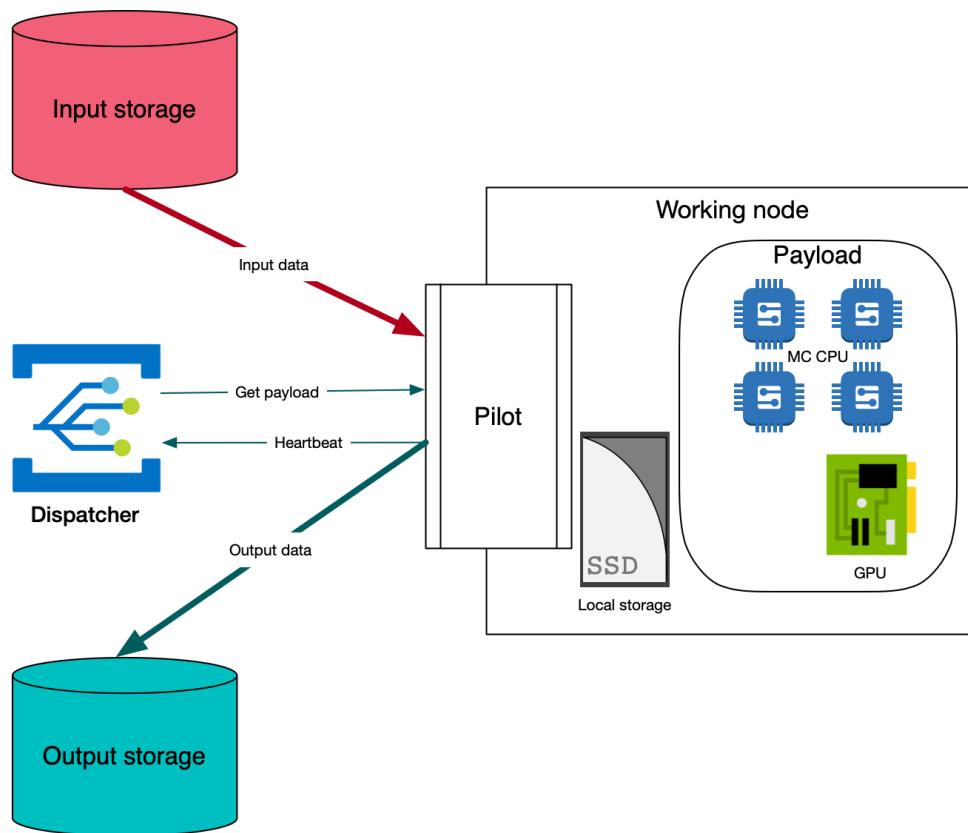 Input storage
Working node
Payload
Input data
MC CPU
Get payload
Pilot
Heartbeat
Dispatcher
Output data
SSD
GPU
Local storage
Output storage